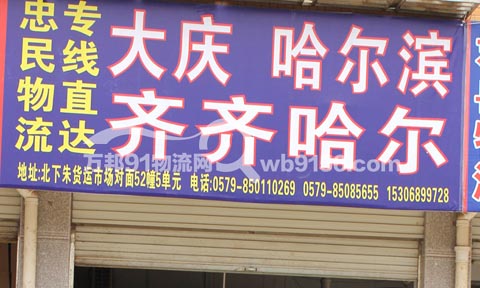 忠民物流
专线直达
大庆 哈尔滨
齐齐哈尔
地址:北下朱货运市场对面52幢5单元 电话:0579-850110269 0579-85085655 15306899728
万邦91物流网